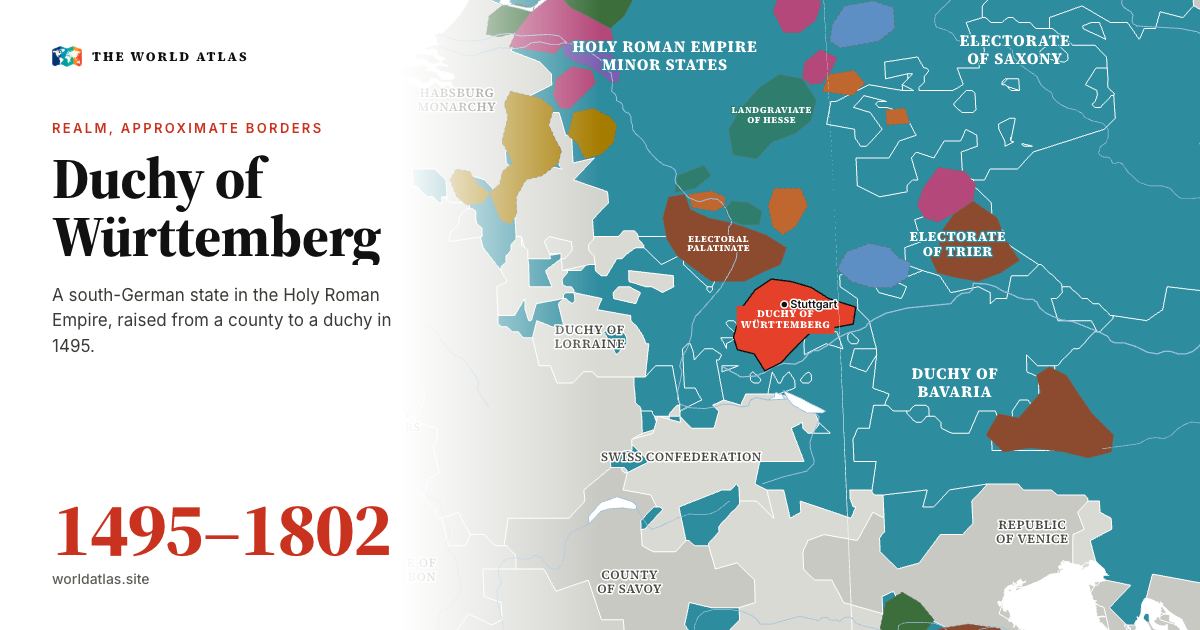 THE WORLD ATLAS
REALM, APPROXIMATE BORDERS
Duchy of
Württemberg
A south-German state in the Holy Roman
Empire, raised from a county to a duchy in
1495.
1495–1802
worldatlas.site
HOLY ROMAN EMPIRE
MINOR STATES
ELECTORATE
OF SAXONY
HABSBURG
MONARCHY
LANDGRAVIATE
OF HESSE
ELECTORAL
PALATINATE
ELECTORATE
OF TRIER
Stuttgart
DUCHY OF
WÜRTTEMBERG
DUCHY OF
LORRAINE
DUCHY OF
BAVARIA
SWISS CONFEDERATION
REPUBLIC
OF VENICE
COUNTY
OF SAVOY